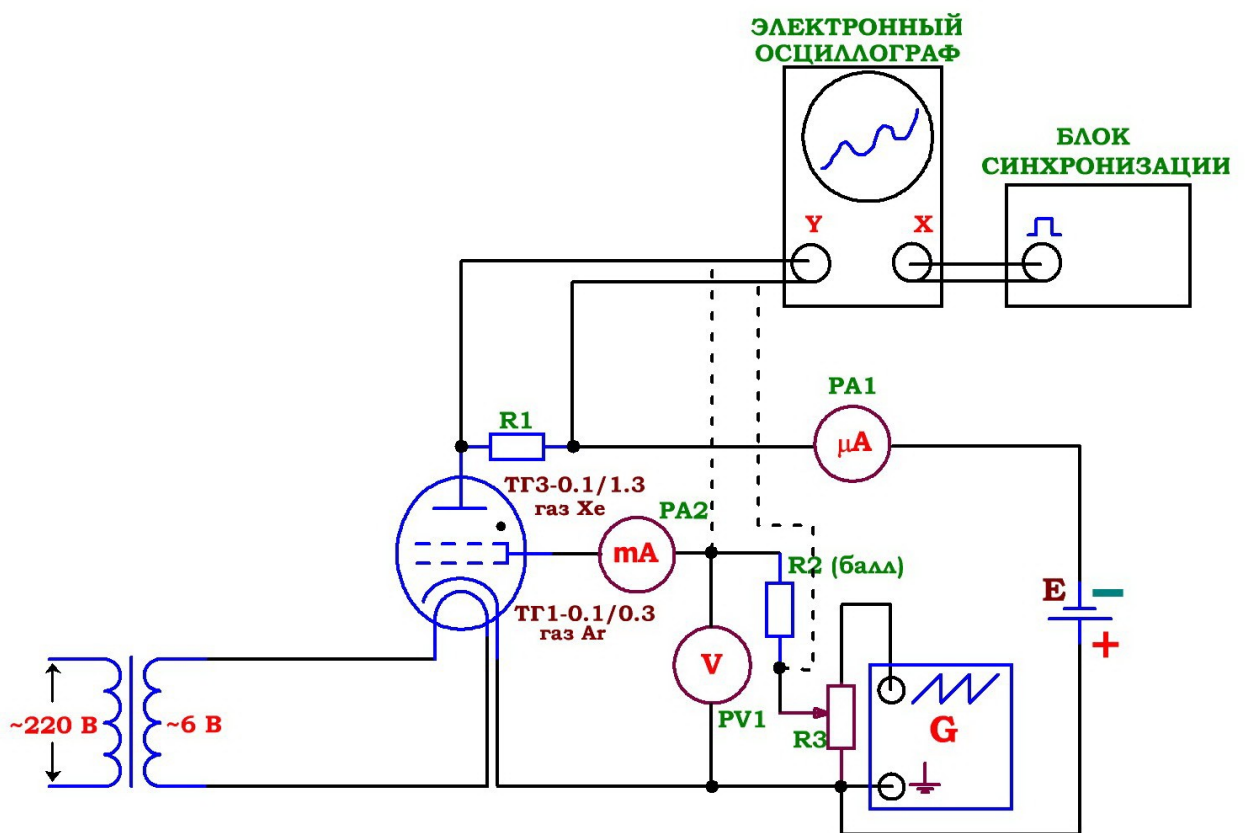 ЭЛЕКТРОННЫЙ
ОСЦИЛЛОГРАФ
БЛОК
СИНХРОНИЗАЦИИ
Y
X
PA1
R1
µA
ТГ3-0.1/1.3
газ Xe
PA2
mA
R2 (балл)
E
−
+
ТГ1-0.1/0.3
газ Ar
V
~220 В
~6 В
PV1
R3
G